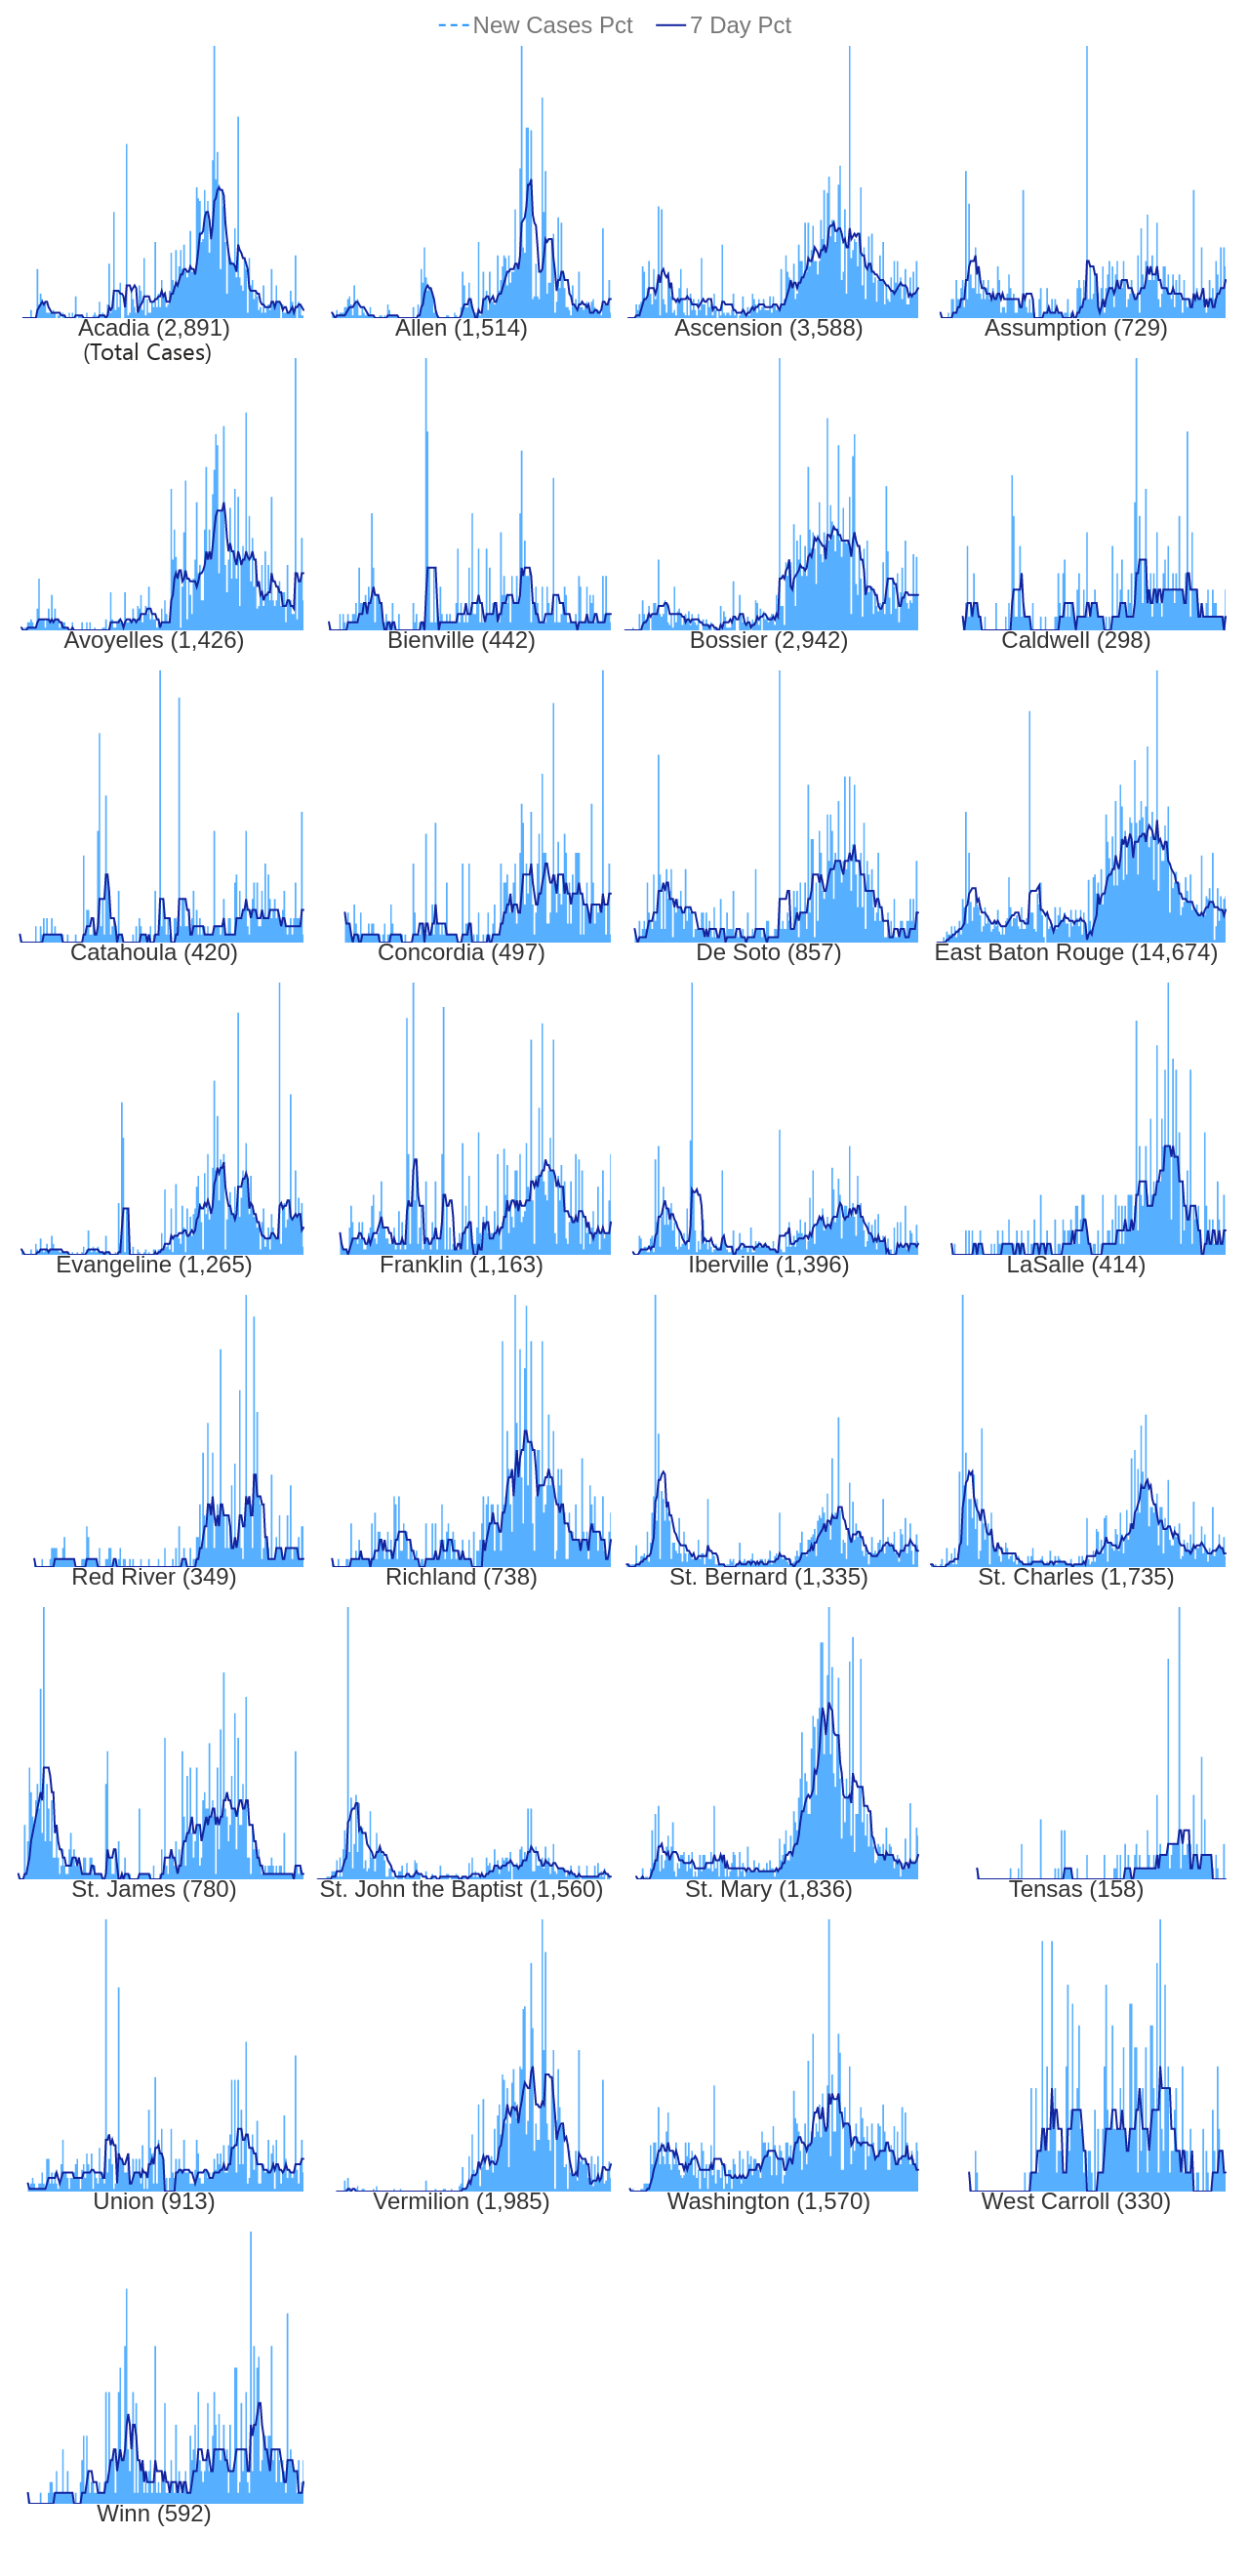 New Cases Pct 7 Day Pct
Acadia (2,891) Allen (1,514) Ascension (3,588) Assumption (729)
(Total Cases)
Avoyelles (1,426) Bienville (442) Bossier (2,942) Caldwell (298)
Catahoula (420) Concordia (497) De Soto (857) East Baton Rouge (14,674)
Evangeline (1,265) Franklin (1,163) Iberville (1,396) LaSalle (414)
Red River (349) Richland (738) St. Bernard (1,335) St. Charles (1,735)
St. James (780) St. John the Baptist (1,560) St. Mary (1,836) Tensas (158)
Union (913) Vermilion (1,985) Washington (1,570) West Carroll (330)
Winn (592)